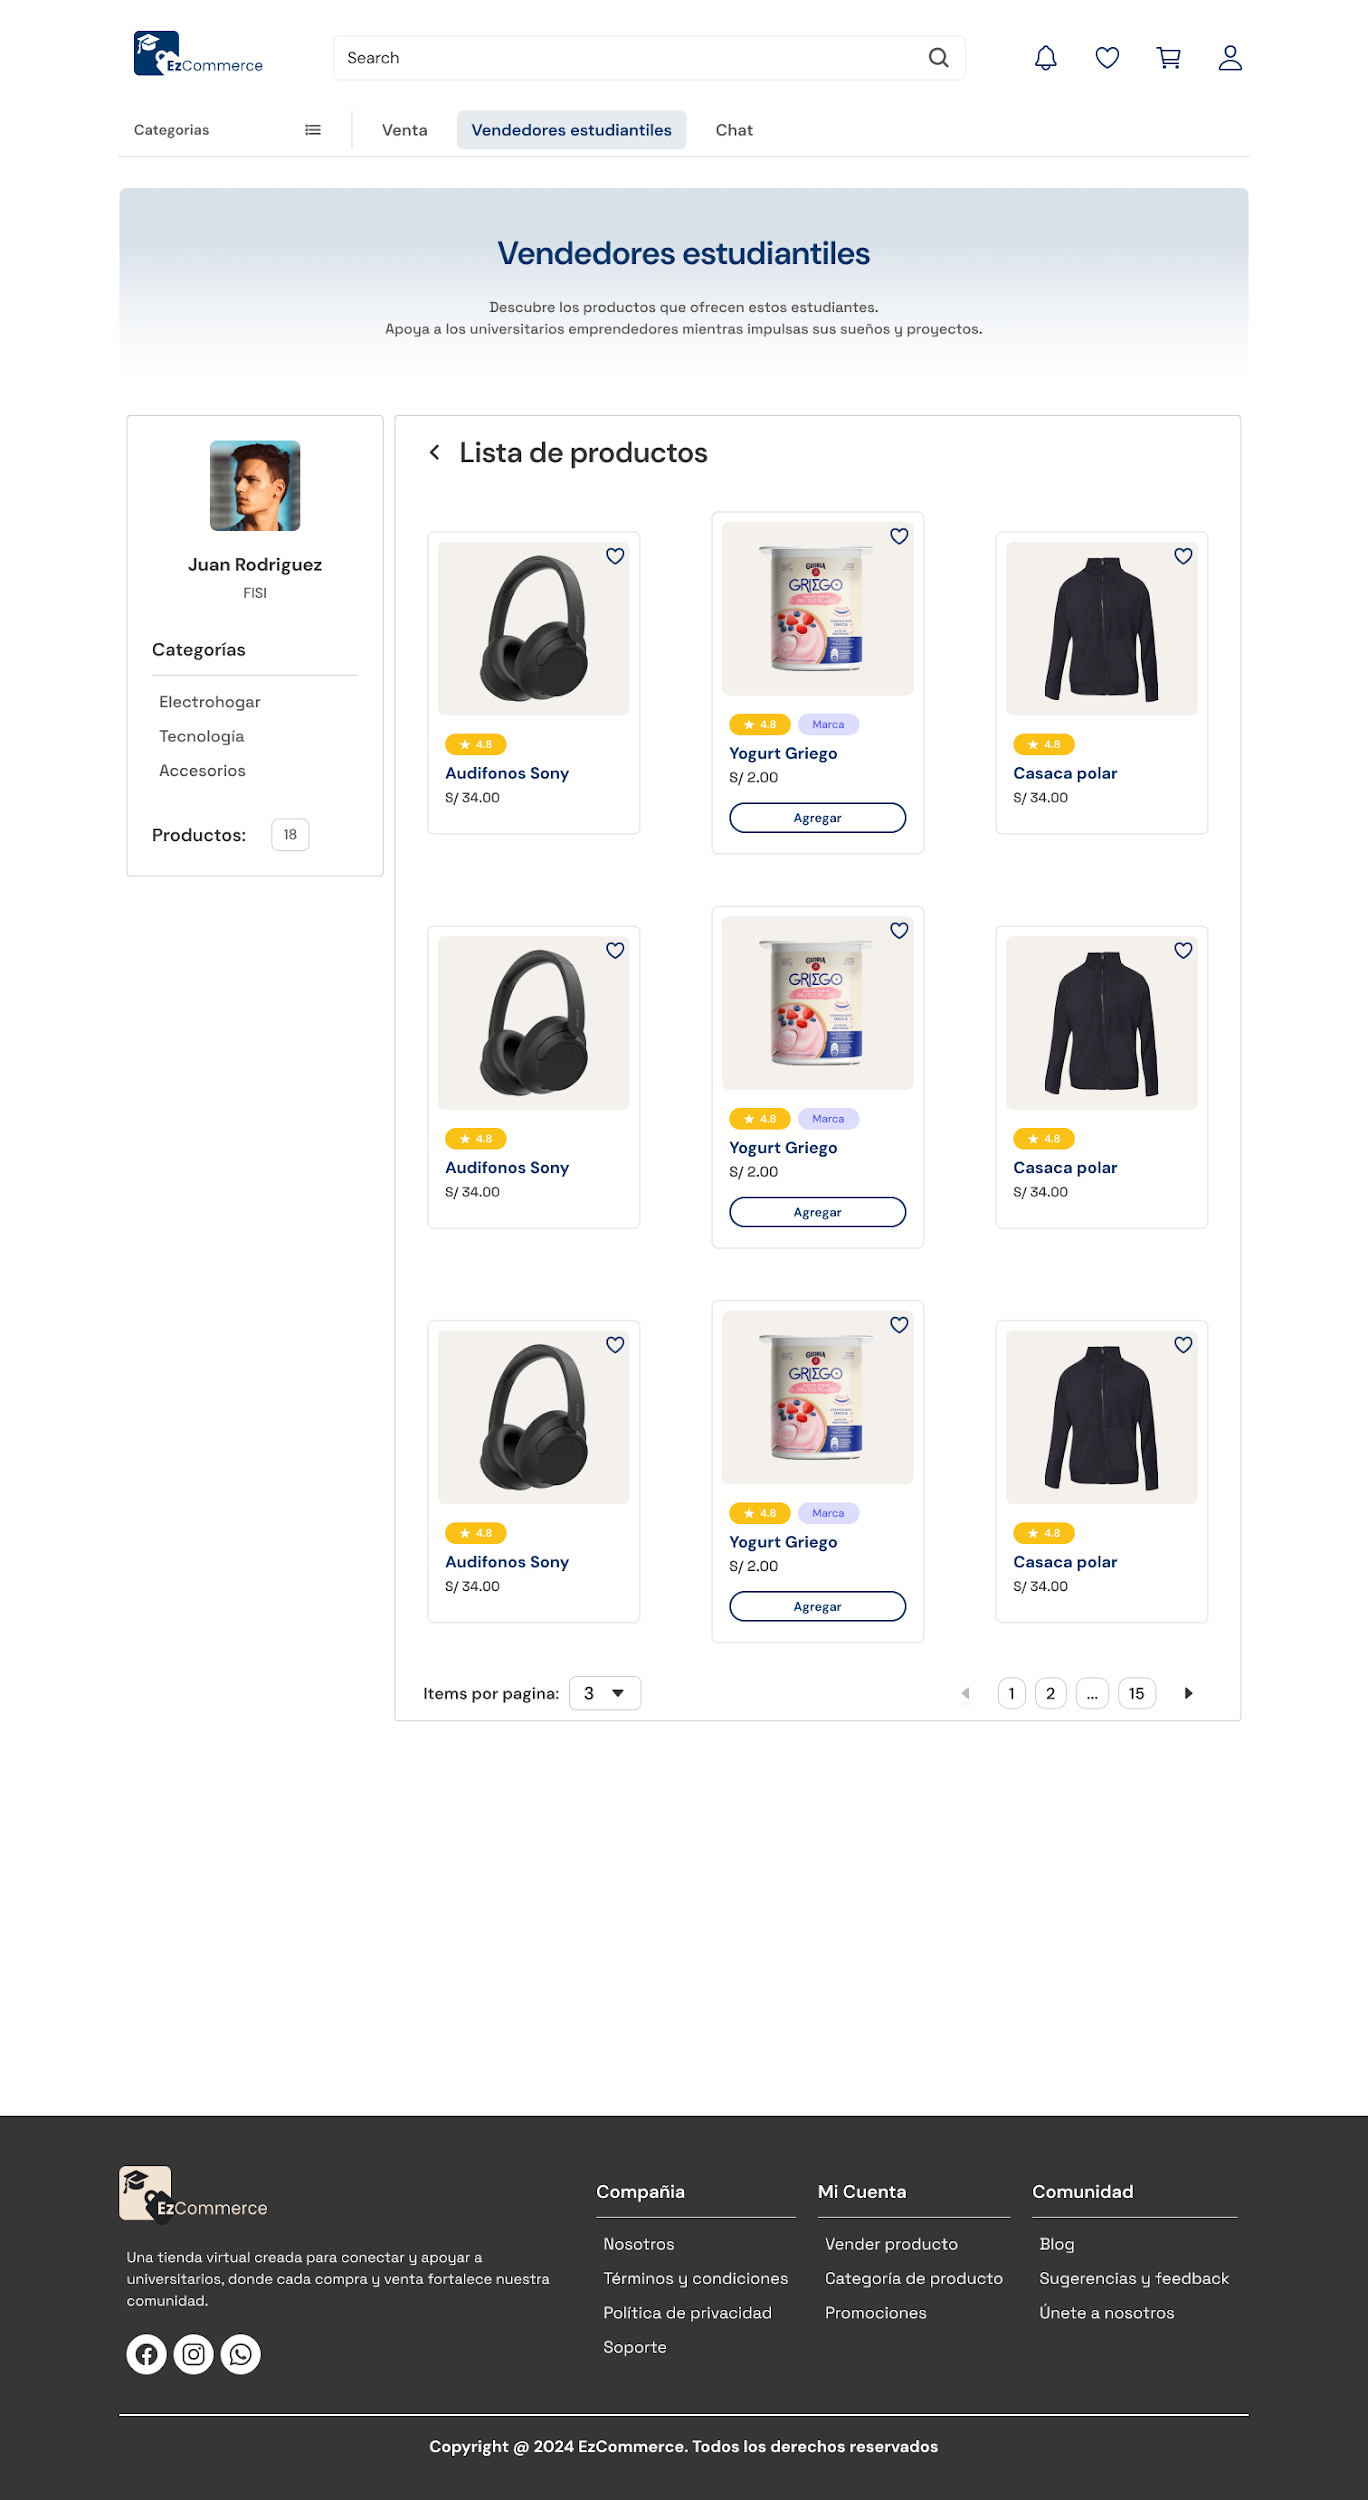 EzCommerce
Search
Categorias
Venta
Vendedores estudiantiles
Chat
Vendedores estudiantiles
Descubre los productos que ofrecen estos estudiantes.
Apoya a los universitarios emprendedores mientras impulsas sus sueños y proyectos.
Juan Rodriguez
FISI
Categorías
Electrohogar
Tecnología
Accesorios
Productos: 18
Lista de productos
4.8
Audifonos Sony
S/ 34.00
GLORIA
GRIEGO
4.8 Marca
Yogurt Griego
S/ 2.00
Agregar
4.8
Casaca polar
S/ 34.00
4.8
Audifonos Sony
S/ 34.00
GLORIA
GRIEGO
4.8 Marca
Yogurt Griego
S/ 2.00
Agregar
4.8
Casaca polar
S/ 34.00
4.8
Audifonos Sony
S/ 34.00
GLORIA
GRIEGO
4.8 Marca
Yogurt Griego
S/ 2.00
Agregar
4.8
Casaca polar
S/ 34.00
Items por pagina: 3
1 2 ... 15
EzCommerce
Una tienda virtual creada para conectar y apoyar a
universitarios, donde cada compra y venta fortalece nuestra
comunidad.
Compañia
Nosotros
Términos y condiciones
Política de privacidad
Soporte
Mi Cuenta
Vender producto
Categoría de producto
Promociones
Comunidad
Blog
Sugerencias y feedback
Únete a nosotros
Copyright @ 2024 EzCommerce. Todos los derechos reservados